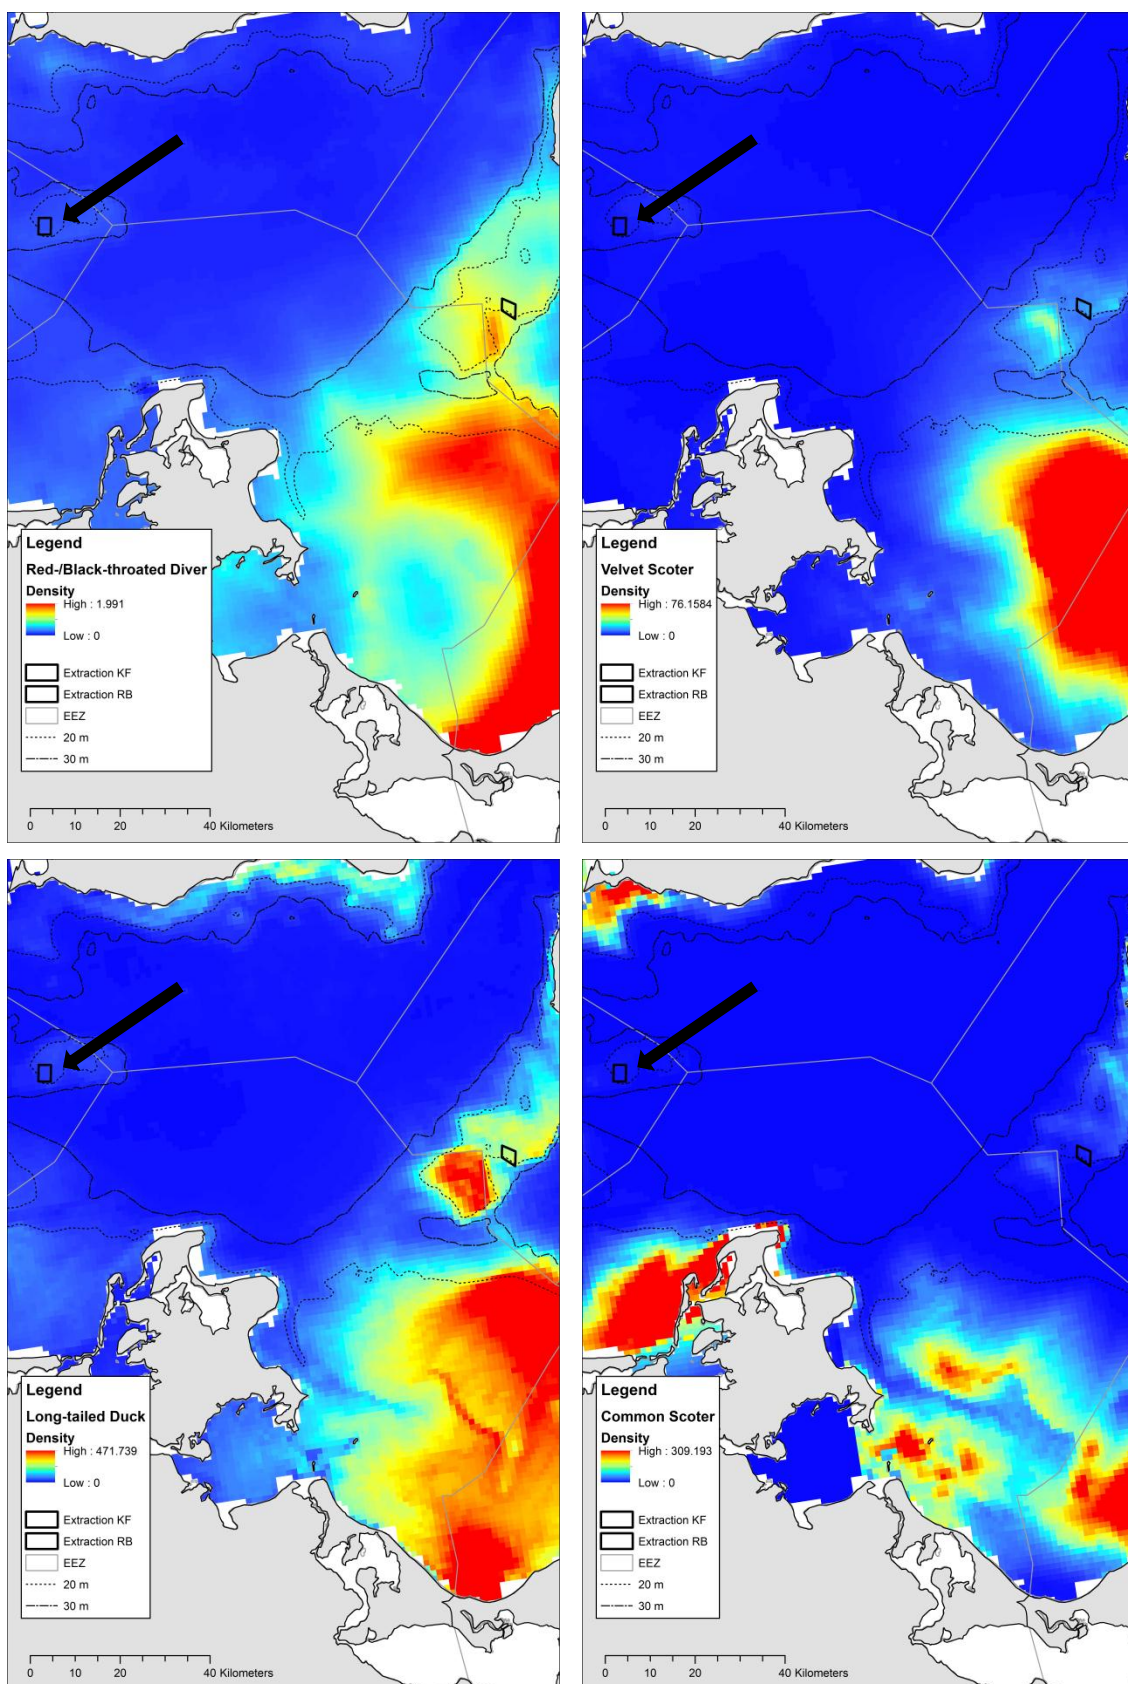 Legend
Red-/Black-throated Diver
Density
High : 1.991
Low : 0
Extraction KF
Extraction RB
EEZ
20 m
30 m
0 10 20 40 Kilometers
Legend
Velvet Scoter
Density
High : 76.1584
Low : 0
Extraction KF
Extraction RB
EEZ
20 m
30 m
0 10 20 40 Kilometers
Legend
Long-tailed Duck
Density
High : 471.739
Low : 0
Extraction KF
Extraction RB
EEZ
20 m
30 m
0 10 20 40 Kilometers
Legend
Common Scoter
Density
High : 309.193
Low : 0
Extraction KF
Extraction RB
EEZ
20 m
30 m
0 10 20 40 Kilometers